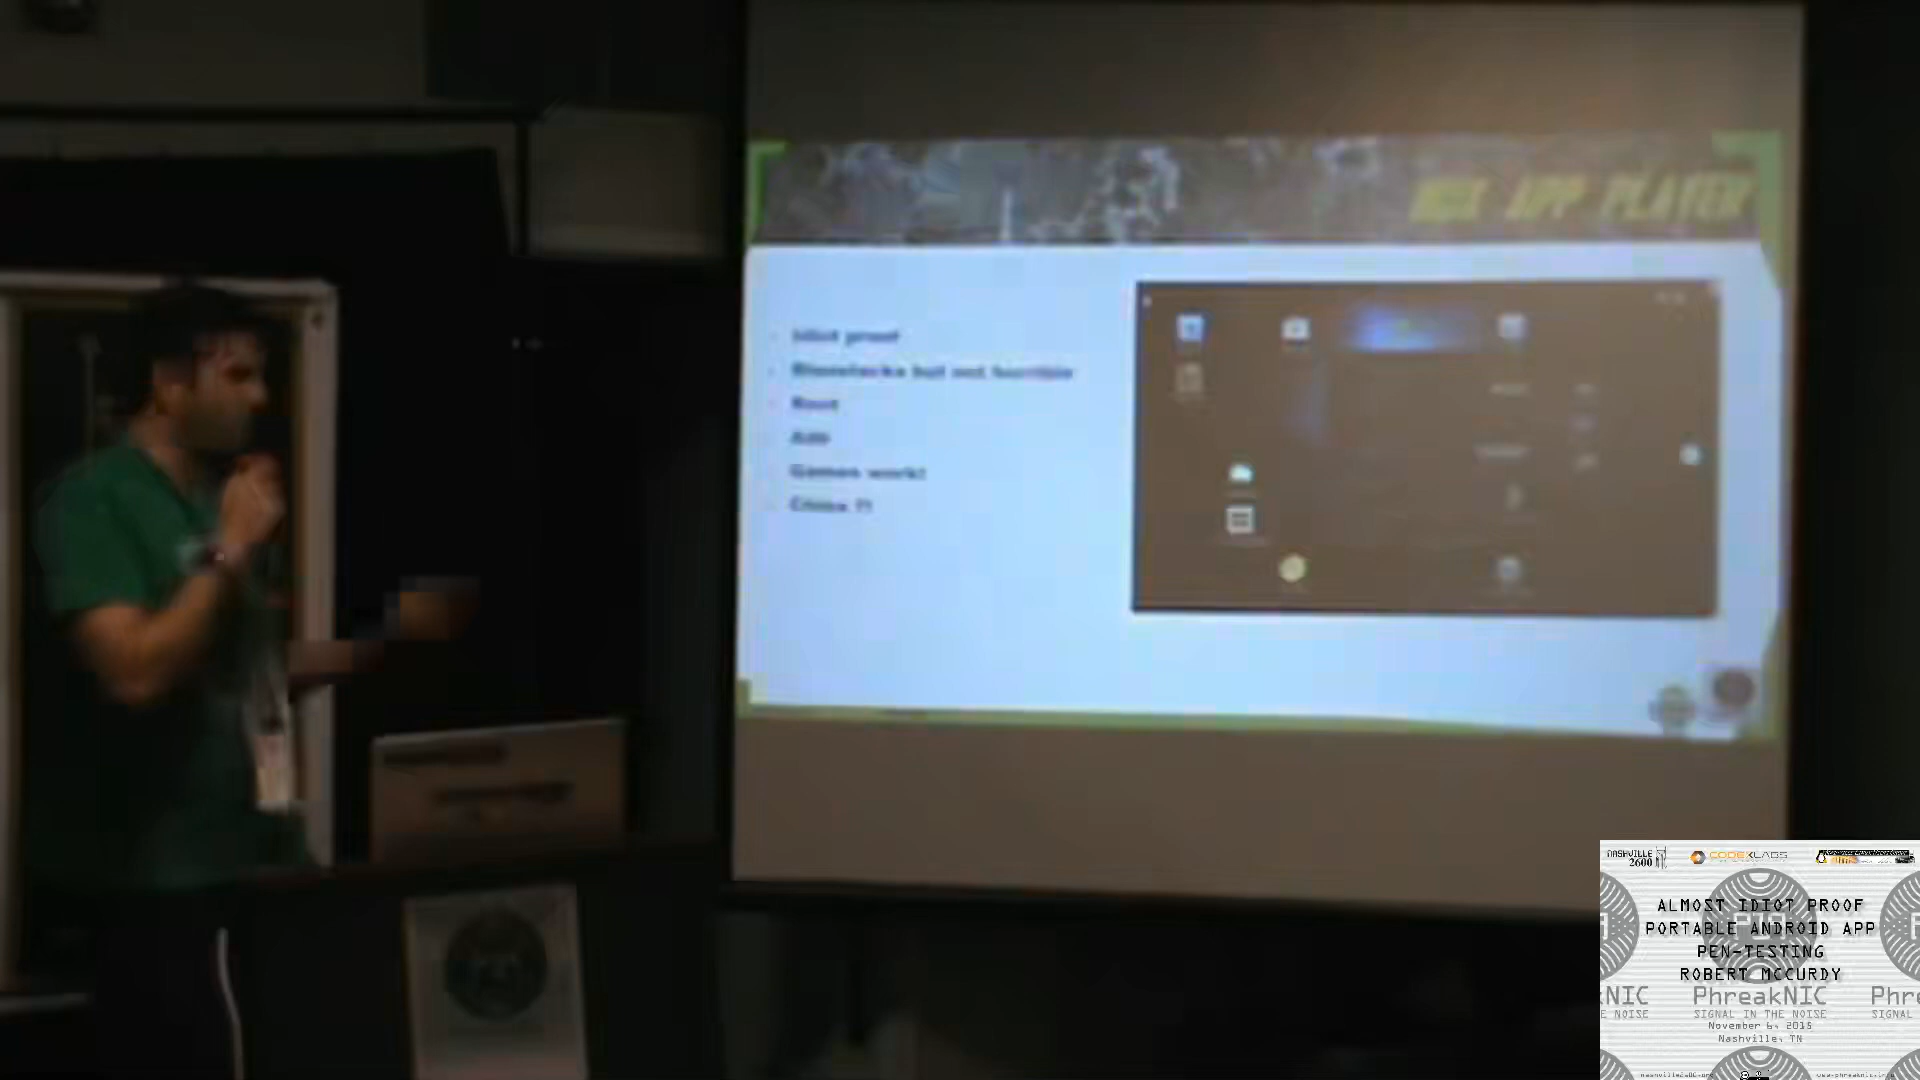 APP PLAYER
Idiot proof
Bluestacks but not horrible
Root
Adb
Games work!
China ??
NASHVILLE
2600
CODEXLABS
ALMOST IDIOT PROOF
PORTABLE ANDROID APP
PEN-TESTING
ROBERT MCCURDY
PhreakNIC
SIGNAL IN THE NOISE
November 6, 2015
Nashville, TN